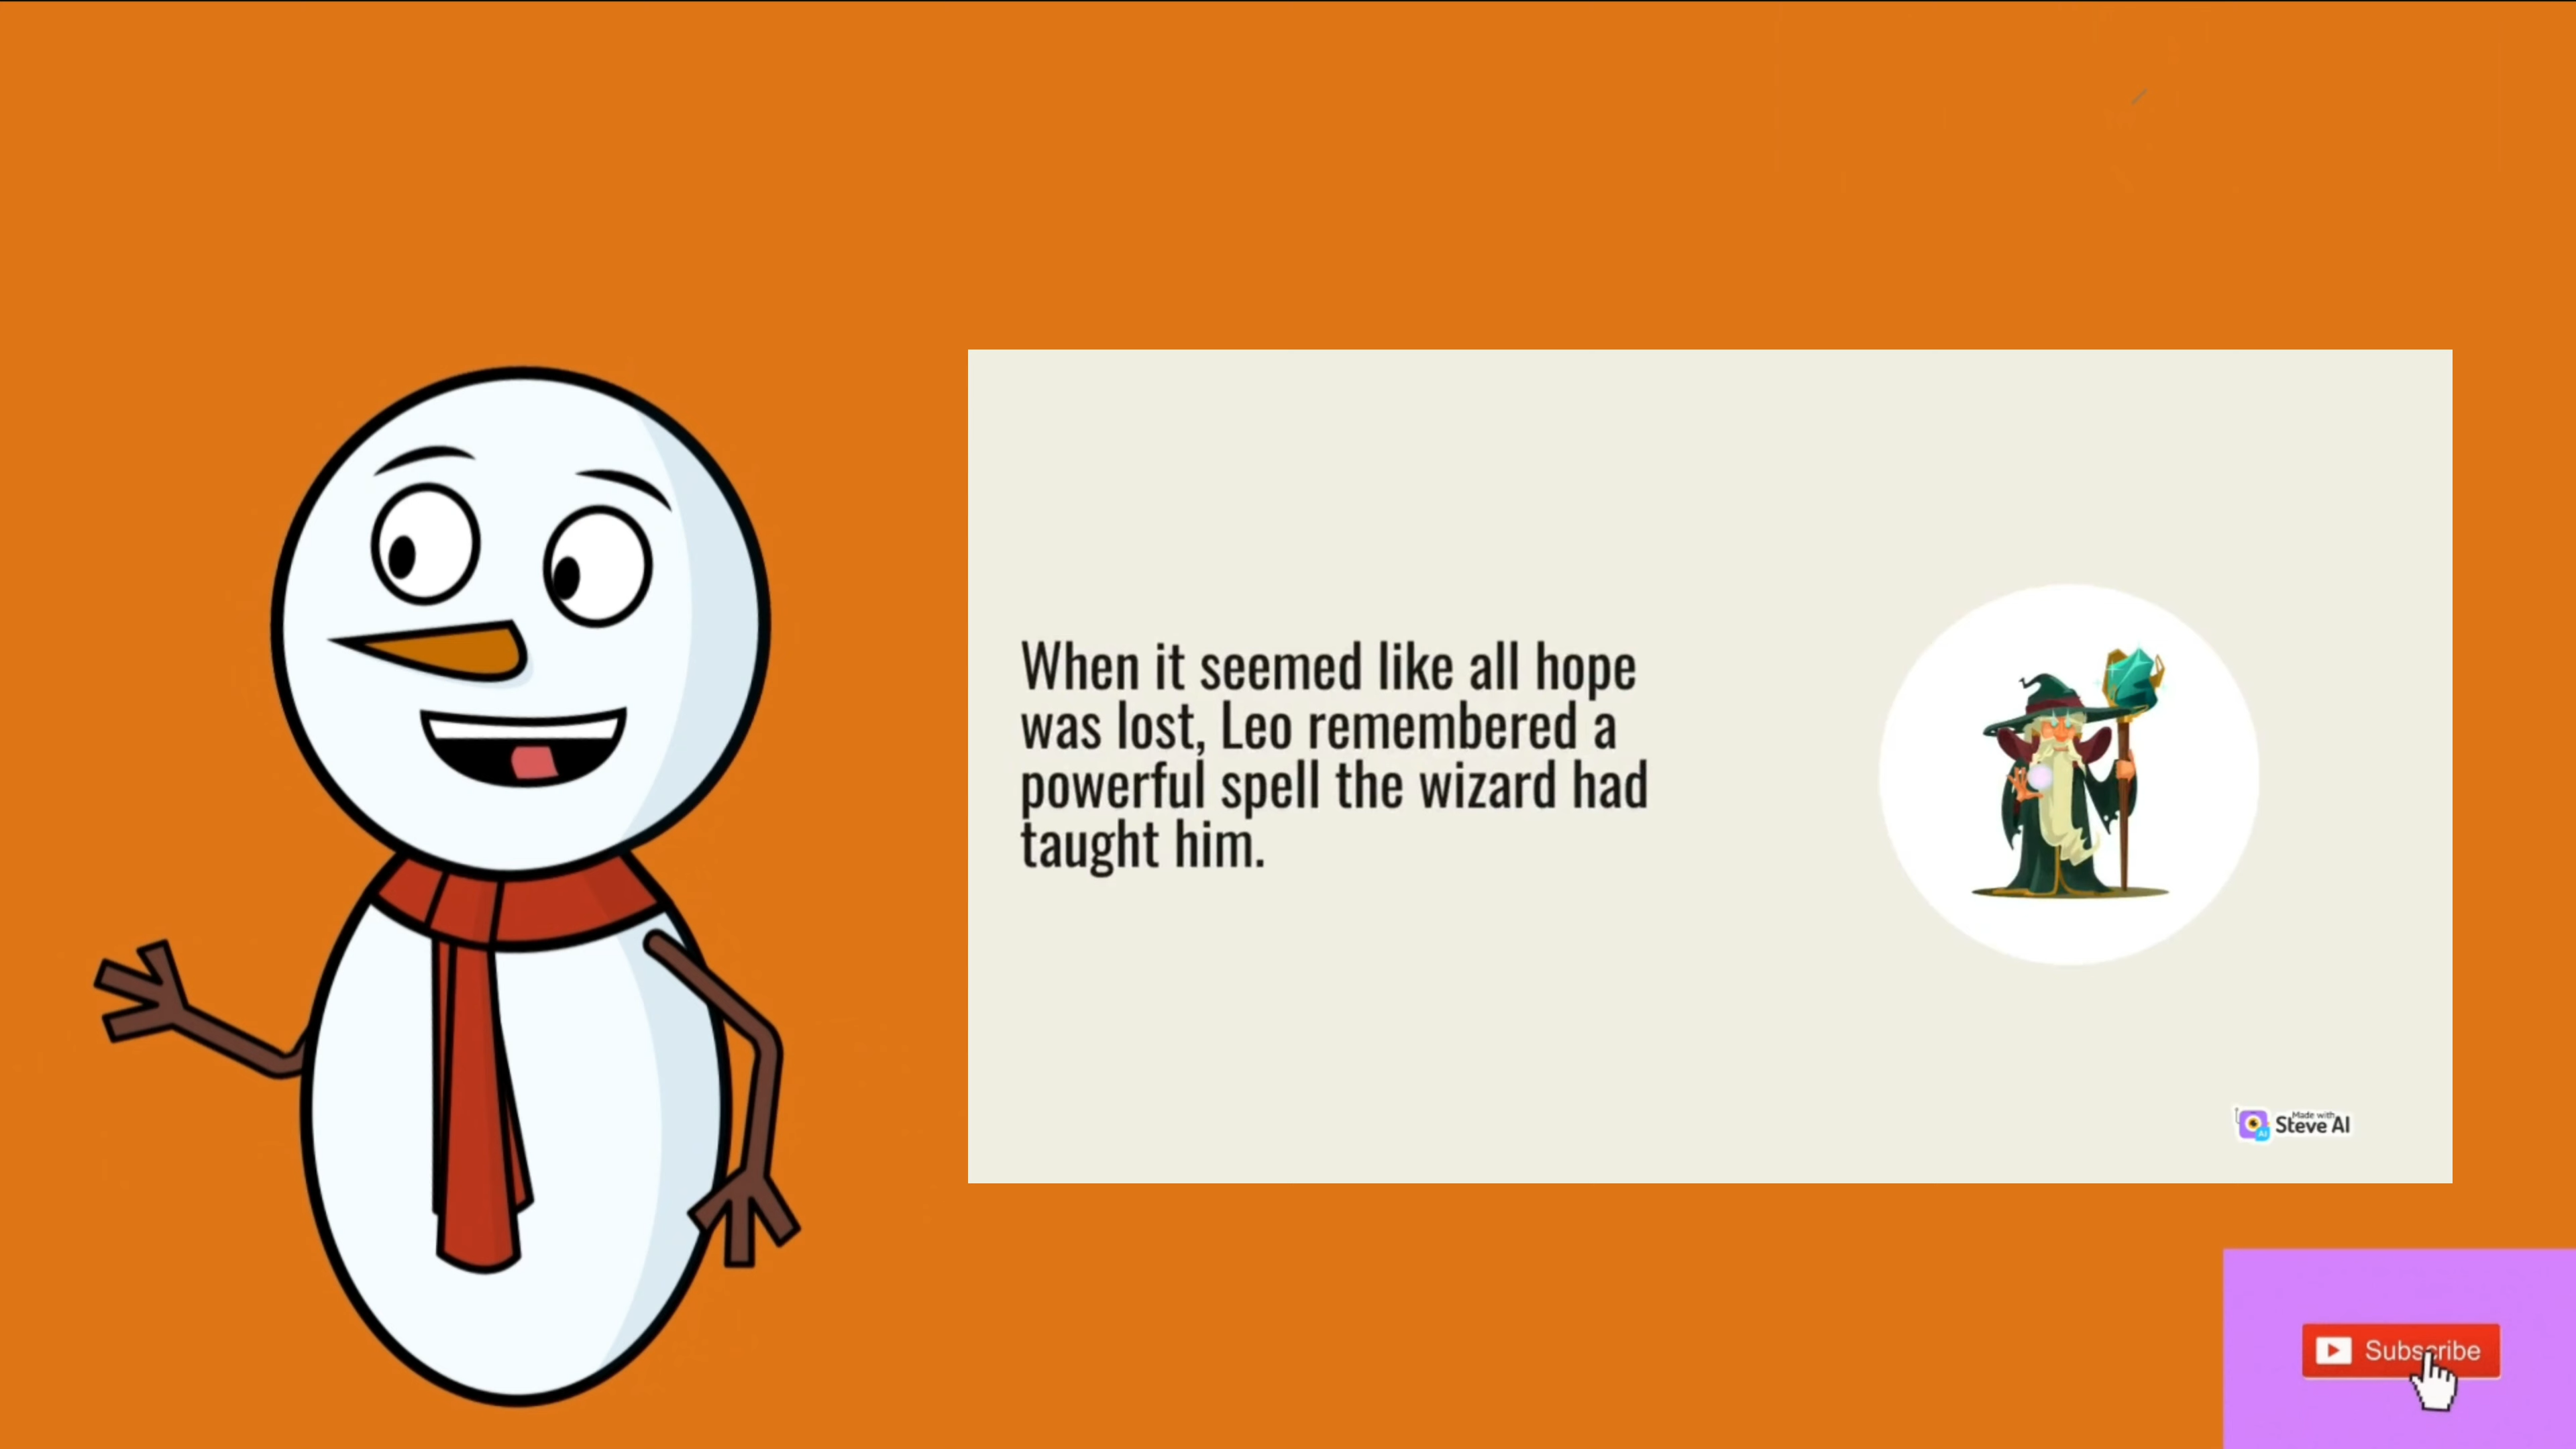 When it seemed like all hope
was lost, Leo remembered a
powerful spell the wizard had
taught him.
Made with
Steve AI
AI
Subscribe